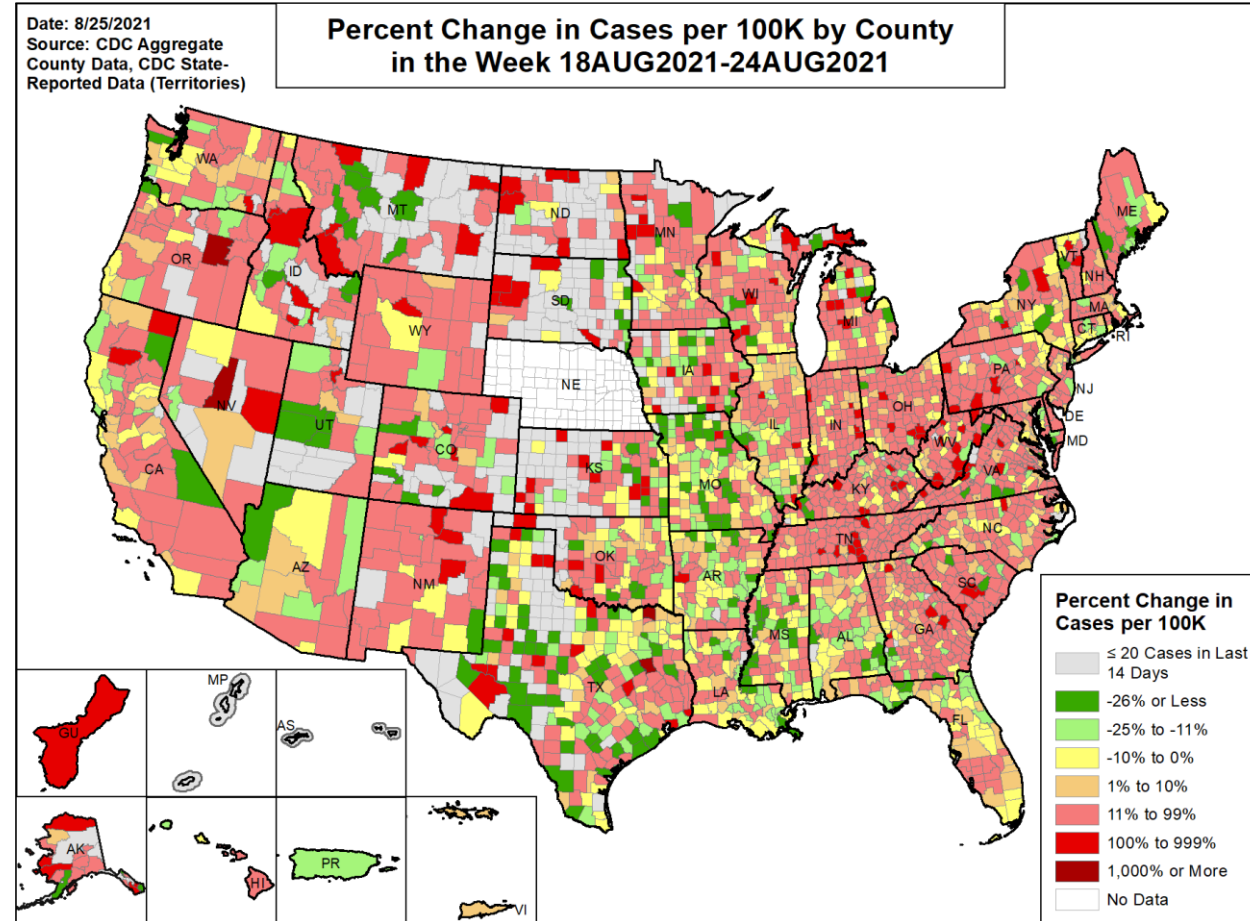 Date: 8/25/2021
Source: CDC Aggregate
County Data, CDC State-
Reported Data (Territories)
Percent Change in Cases per 100K by County
in the Week 18AUG2021-24AUG2021
WA
MT
ND
MN
ME
OR
ID
SD
WI
MI
VT
NH
NY
MA
CT
RI
WY
IA
NE
PA
NJ
NV
UT
CO
IL
IN
OH
DE
MD
WV
VA
CA
KS
MO
KY
NC
TN
AZ
NM
OK
AR
SC
MS
AL
GA
TX
LA
FL
GU
MP
AS
AK
HI
PR
VI
Percent Change in
Cases per 100K
≤ 20 Cases in Last
14 Days
-26% or Less
-25% to -11%
-10% to 0%
1% to 10%
11% to 99%
100% to 999%
1,000% or More
No Data